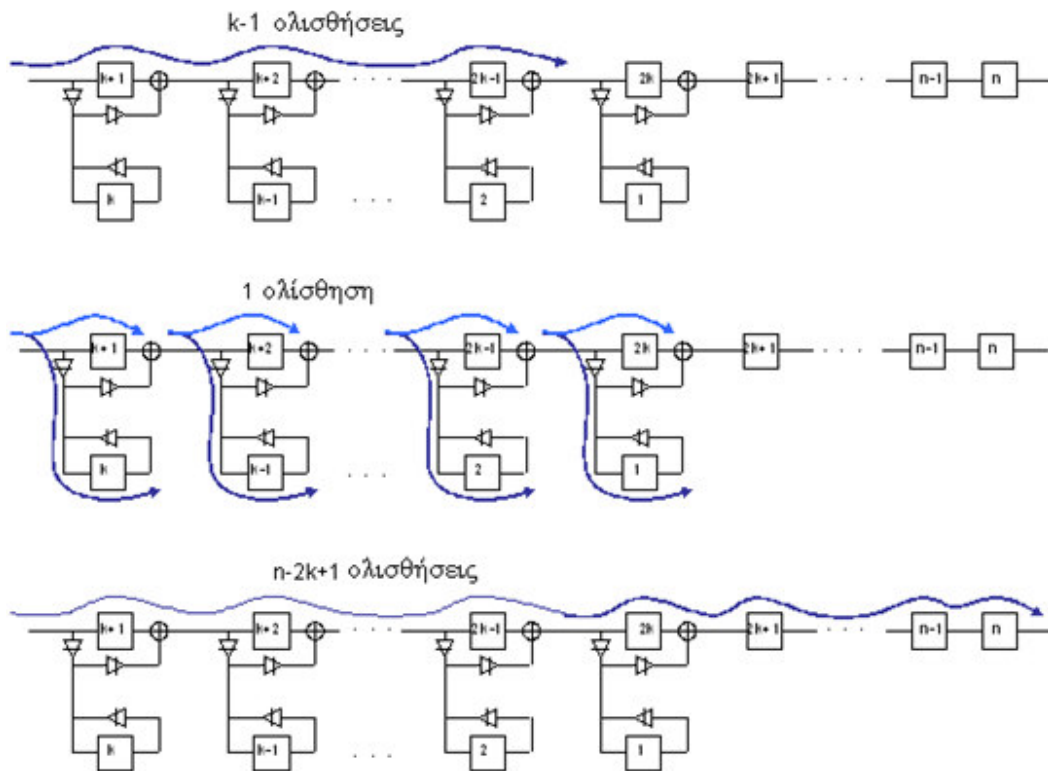 k-1 ολισθήσεις
k+1 k+2 . . . 2k-1 2k 2k+1 . . . n-1 n
k k-1 . . . 2 1
1 ολίσθηση
k+1 k+2 . . . 2k-1 2k 2k+1 . . . n-1 n
k k-1 . . . 2 1
n-2k+1 ολισθήσεις
k+1 k+2 . . . 2k-1 2k 2k+1 . . . n-1 n
k k-1 . . . 2 1